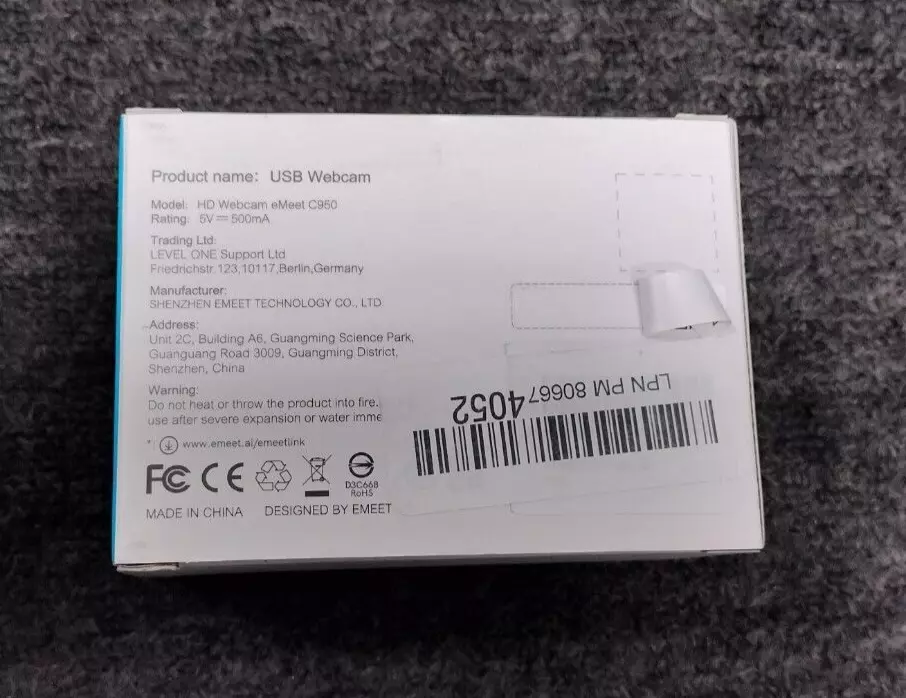 Product name: USB Webcam
Model: HD Webcam eMeet C950
Rating: 5V⎓500mA
Trading Ltd:
LEVEL ONE Support Ltd
Friedrichstr.123,10117,Berlin,Germany
Manufacturer:
SHENZHEN EMEET TECHNOLOGY CO., LTD
Address:
Unit 2C, Building A6, Guangming Science Park,
Guanguang Road 3009, Guangming District,
Shenzhen, China
Warning:
Do not heat or throw the product into fire.
use after severe expansion or water imme
* www.emeet.ai/emeetlink
FC CE
D3C668
RoHS
MADE IN CHINA DESIGNED BY EMEET
LPN PM 806674052